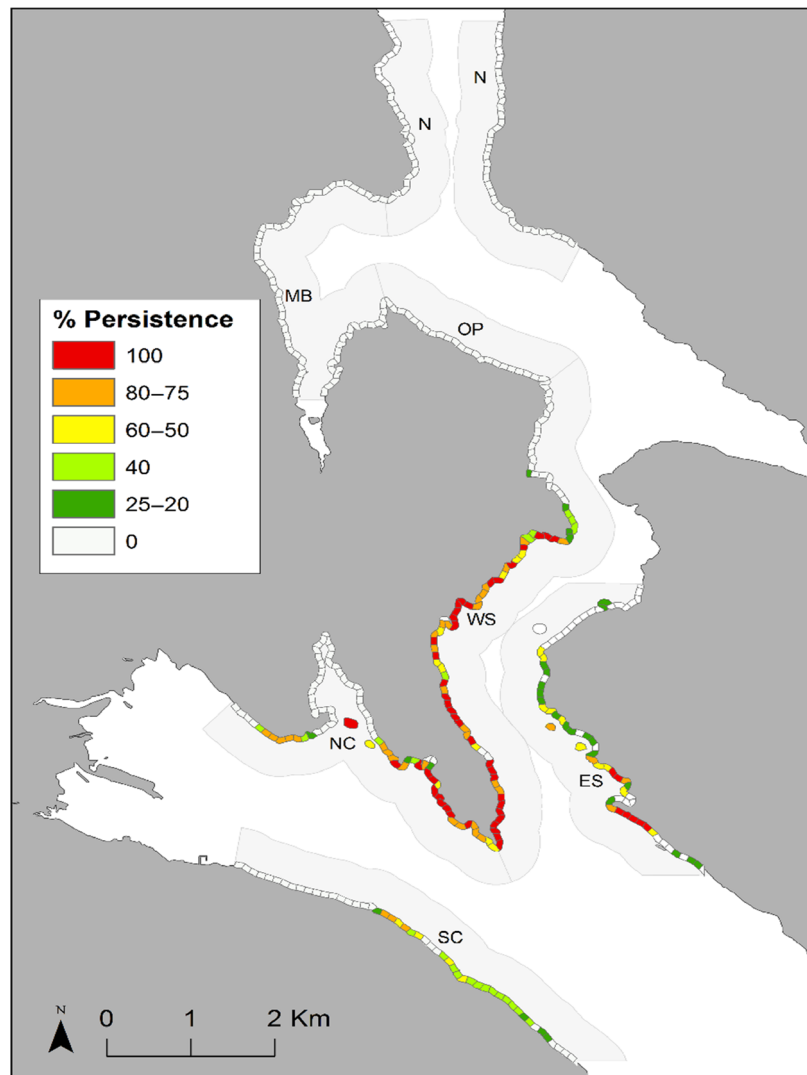 N
N
MB
OP
% Persistence
100
80–75
60–50
40
25–20
0
WS
NC
ES
SC
N
0 1 2 Km